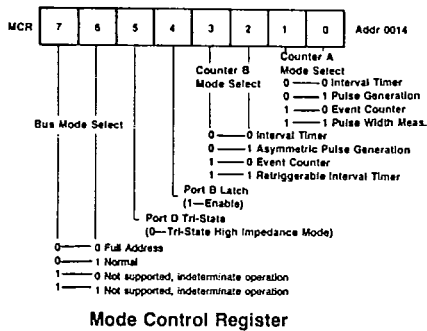 MCR 7 6 5 4 3 2 1 0 Addr 0014
Counter A
Mode Select
0 0 Interval Timer
0 1 Pulse Generation
1 0 Event Counter
1 1 Pulse Width Meas.
Counter B
Mode Select
0 0 Interval Timer
0 1 Asymmetric Pulse Generation
1 0 Event Counter
1 1 Retriggerable Interval Timer
Port B Latch
(1—Enable)
Port D Tri-State
(0—Tri-State High Impedance Mode)
Bus Mode Select
0 0 Full Address
0 1 Normal
1 0 Not supported, indeterminate operation
1 1 Not supported, indeterminate operation
Mode Control Register